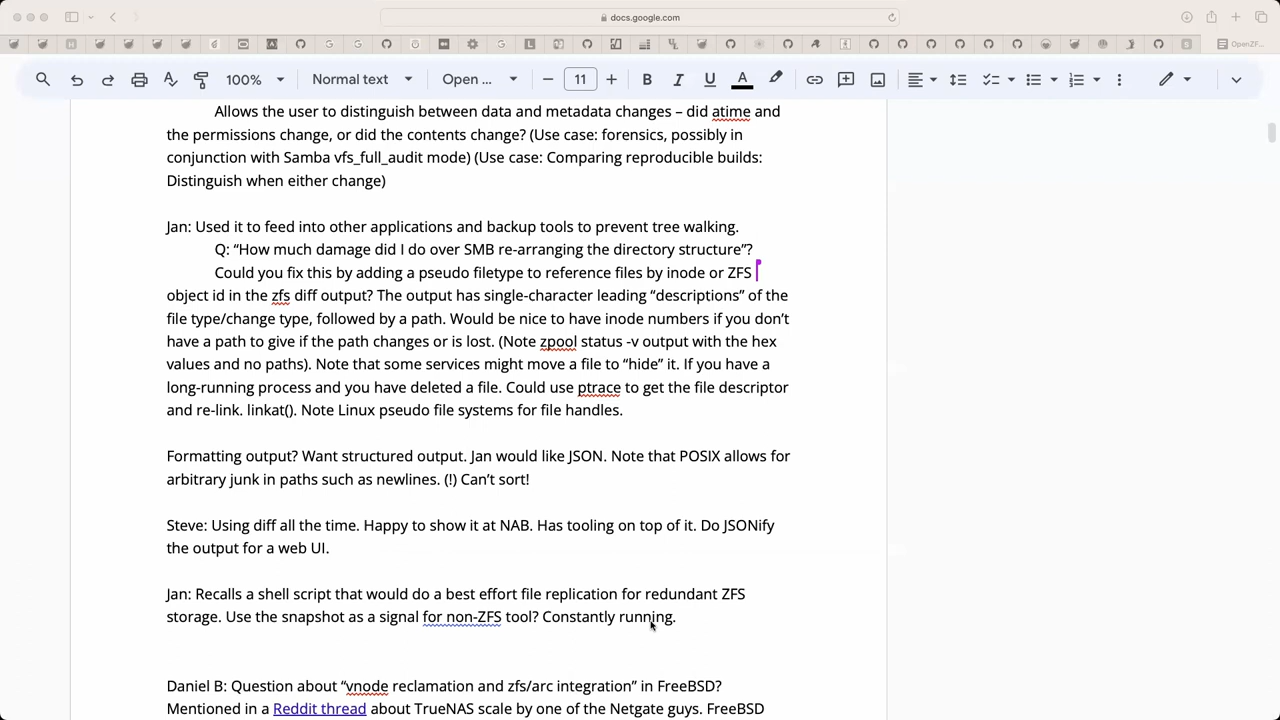 docs.google.com
OpenZF...
100%
Normal text
Open ...
11
B I U A
Allows the user to distinguish between data and metadata changes – did atime and
the permissions change, or did the contents change? (Use case: forensics, possibly in
conjunction with Samba vfs_full_audit mode) (Use case: Comparing reproducible builds:
Distinguish when either change)
Jan: Used it to feed into other applications and backup tools to prevent tree walking.
Q: “How much damage did I do over SMB re-arranging the directory structure”?
Could you fix this by adding a pseudo filetype to reference files by inode or ZFS
object id in the zfs diff output? The output has single-character leading “descriptions” of the
file type/change type, followed by a path. Would be nice to have inode numbers if you don’t
have a path to give if the path changes or is lost. (Note zpool status -v output with the hex
values and no paths). Note that some services might move a file to “hide” it. If you have a
long-running process and you have deleted a file. Could use ptrace to get the file descriptor
and re-link. linkat(). Note Linux pseudo file systems for file handles.
Formatting output? Want structured output. Jan would like JSON. Note that POSIX allows for
arbitrary junk in paths such as newlines. (!) Can’t sort!
Steve: Using diff all the time. Happy to show it at NAB. Has tooling on top of it. Do JSONify
the output for a web UI.
Jan: Recalls a shell script that would do a best effort file replication for redundant ZFS
storage. Use the snapshot as a signal for non-ZFS tool? Constantly running.
Daniel B: Question about “vnode reclamation and zfs/arc integration” in FreeBSD?
Mentioned in a Reddit thread about TrueNAS scale by one of the Netgate guys. FreeBSD